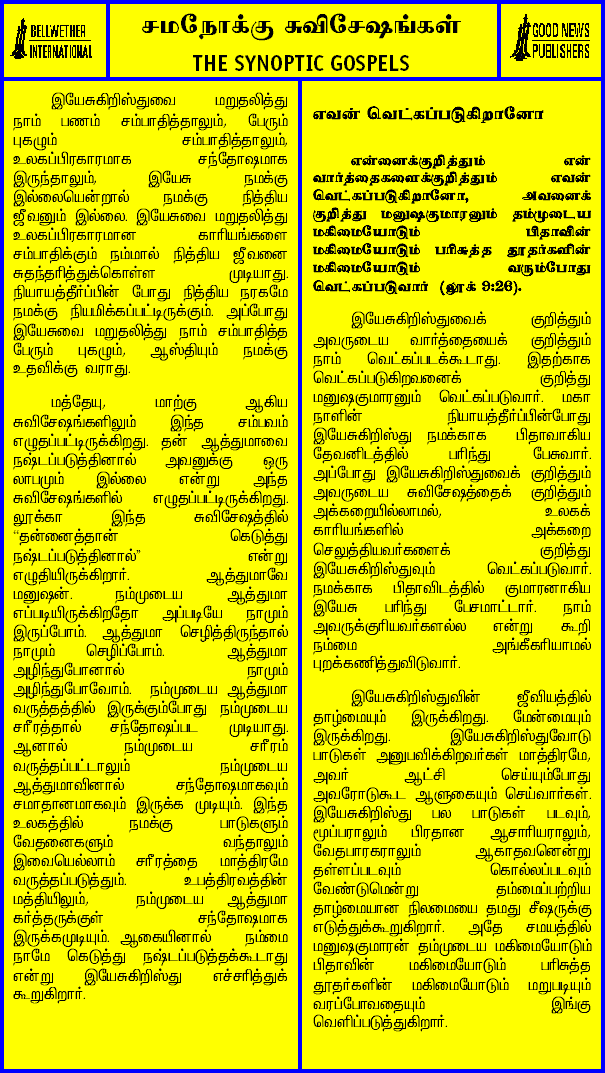 BELLWETHER
INTERNATIONAL
சமநோக்கு சுவிசேஷங்கள்
THE SYNOPTIC GOSPELS
GOOD NEWS
PUBLISHERS
இயேசுகிறிஸ்துவை மறுதலித்து
நாம் பணம் சம்பாதித்தாலும், பேரும்
புகழும் சம்பாதித்தாலும்,
உலகப்பிரகாரமாக சந்தோஷமாக
இருந்தாலும், இயேசு நமக்கு
இல்லையென்றால் நமக்கு நித்திய
ஜீவனும் இல்லை. இயேசுவை மறுதலித்து
உலகப்பிரகாரமான காரியங்களை
சம்பாதிக்கும் நம்மால் நித்திய ஜீவனை
சுதந்தரித்துக்கொள்ள முடியாது.
நியாயத்தீர்ப்பின் போது நித்திய நரகமே
நமக்கு நியமிக்கப்பட்டிருக்கும். அப்போது
இயேசுவை மறுதலித்து நாம் சம்பாதித்த
பேரும் புகழும், ஆஸ்தியும் நமக்கு
உதவிக்கு வராது.
மத்தேயு, மாற்கு ஆகிய
சுவிசேஷங்களிலும் இந்த சம்பவம்
எழுதப்பட்டிருக்கிறது. தன் ஆத்துமாவை
நஷ்டப்படுத்தினால் அவனுக்கு ஒரு
லாபமும் இல்லை என்று அந்த
சுவிசேஷங்களில் எழுதப்பட்டிருக்கிறது.
லூக்கா இந்த சுவிசேஷத்தில்
“தன்னைத்தான் கெடுத்து
நஷ்டப்படுத்தினால்” என்று
எழுதியிருக்கிறார். ஆத்துமாவே
மனுஷன். நம்முடைய ஆத்துமா
எப்படியிருக்கிறதோ அப்படியே நாமும்
இருப்போம். ஆத்துமா செழித்திருந்தால்
நாமும் செழிப்போம். ஆத்துமா
அழிந்துபோனால் நாமும்
அழிந்துபோவோம். நம்முடைய ஆத்துமா
வருத்தத்தில் இருக்கும்போது நம்முடைய
சரீரத்தால் சந்தோஷப்பட முடியாது.
ஆனால் நம்முடைய சரீரம்
வருத்தப்பட்டாலும் நம்முடைய
ஆத்துமாவினால் சந்தோஷமாகவும்
சமாதானமாகவும் இருக்க முடியும். இந்த
உலகத்தில் நமக்கு பாடுகளும்
வேதனைகளும் வந்தாலும்
இவையெல்லாம் சரீரத்தை மாத்திரமே
வருத்தப்படுத்தும். உபத்திரவத்தின்
மத்தியிலும், நம்முடைய ஆத்துமா
கர்த்தருக்குள் சந்தோஷமாக
இருக்கமுடியும். ஆகையினால் நம்மை
நாமே கெடுத்து நஷ்டப்படுத்தக்கூடாது
என்று இயேசுகிறிஸ்து எச்சரித்துக்
கூறுகிறார்.
எவன் வெட்கப்படுகிறானோ
என்னைக்குறித்தும் என்
வார்த்தைகளைக்குறித்தும் எவன்
வெட்கப்படுகிறானோ, அவனைக்
குறித்து மனுஷகுமாரனும் தம்முடைய
மகிமையோடும் பிதாவின்
மகிமையோடும் பரிசுத்த தூதர்களின்
மகிமையோடும் வரும்போது
வெட்கப்படுவார் (லூக் 9:26).
இயேசுகிறிஸ்துவைக் குறித்தும்
அவருடைய வார்த்தையைக் குறித்தும்
நாம் வெட்கப்படக்கூடாது. இதற்காக
வெட்கப்படுகிறவனைக் குறித்து
மனுஷகுமாரனும் வெட்கப்படுவார். மகா
நாளின் நியாயத்தீர்ப்பின்போது
இயேசுகிறிஸ்து நமக்காக பிதாவாகிய
தேவனிடத்தில் பரிந்து பேசுவார்.
அப்போது இயேசுகிறிஸ்துவைக் குறித்தும்
அவருடைய சுவிசேஷத்தைக் குறித்தும்
அக்கறையில்லாமல், உலகக்
காரியங்களில் அக்கறை
செலுத்தியவர்களைக் குறித்து
இயேசுகிறிஸ்துவும் வெட்கப்படுவார்.
நமக்காக பிதாவிடத்தில் குமாரனாகிய
இயேசு பரிந்து பேசமாட்டார். நாம்
அவருக்குரியவர்களல்ல என்று கூறி
நம்மை அங்கீகரியாமல்
புறக்கணித்துவிடுவார்.
இயேசுகிறிஸ்துவின் ஜீவியத்தில்
தாழ்மையும் இருக்கிறது. மேன்மையும்
இருக்கிறது. இயேசுகிறிஸ்துவோடு
பாடுகள் அனுபவிக்கிறவர்கள் மாத்திரமே,
அவர் ஆட்சி செய்யும்போது
அவரோடுகூட ஆளுகையும் செய்வார்கள்.
இயேசுகிறிஸ்து பல பாடுகள் படவும்,
மூப்பராலும் பிரதான ஆசாரியராலும்,
வேதபாரகராலும் ஆகாதவனென்று
தள்ளப்படவும் கொல்லப்படவும்
வேண்டுமென்று தம்மைப்பற்றிய
தாழ்மையான நிலமையை தமது சீஷருக்கு
எடுத்துக்கூறுகிறார். அதே சமயத்தில்
மனுஷகுமாரன் தம்முடைய மகிமையோடும்
பிதாவின் மகிமையோடும் பரிசுத்த
தூதர்களின் மகிமையோடும் மறுபடியும்
வரப்போவதையும் இங்கு
வெளிப்படுத்துகிறார்.